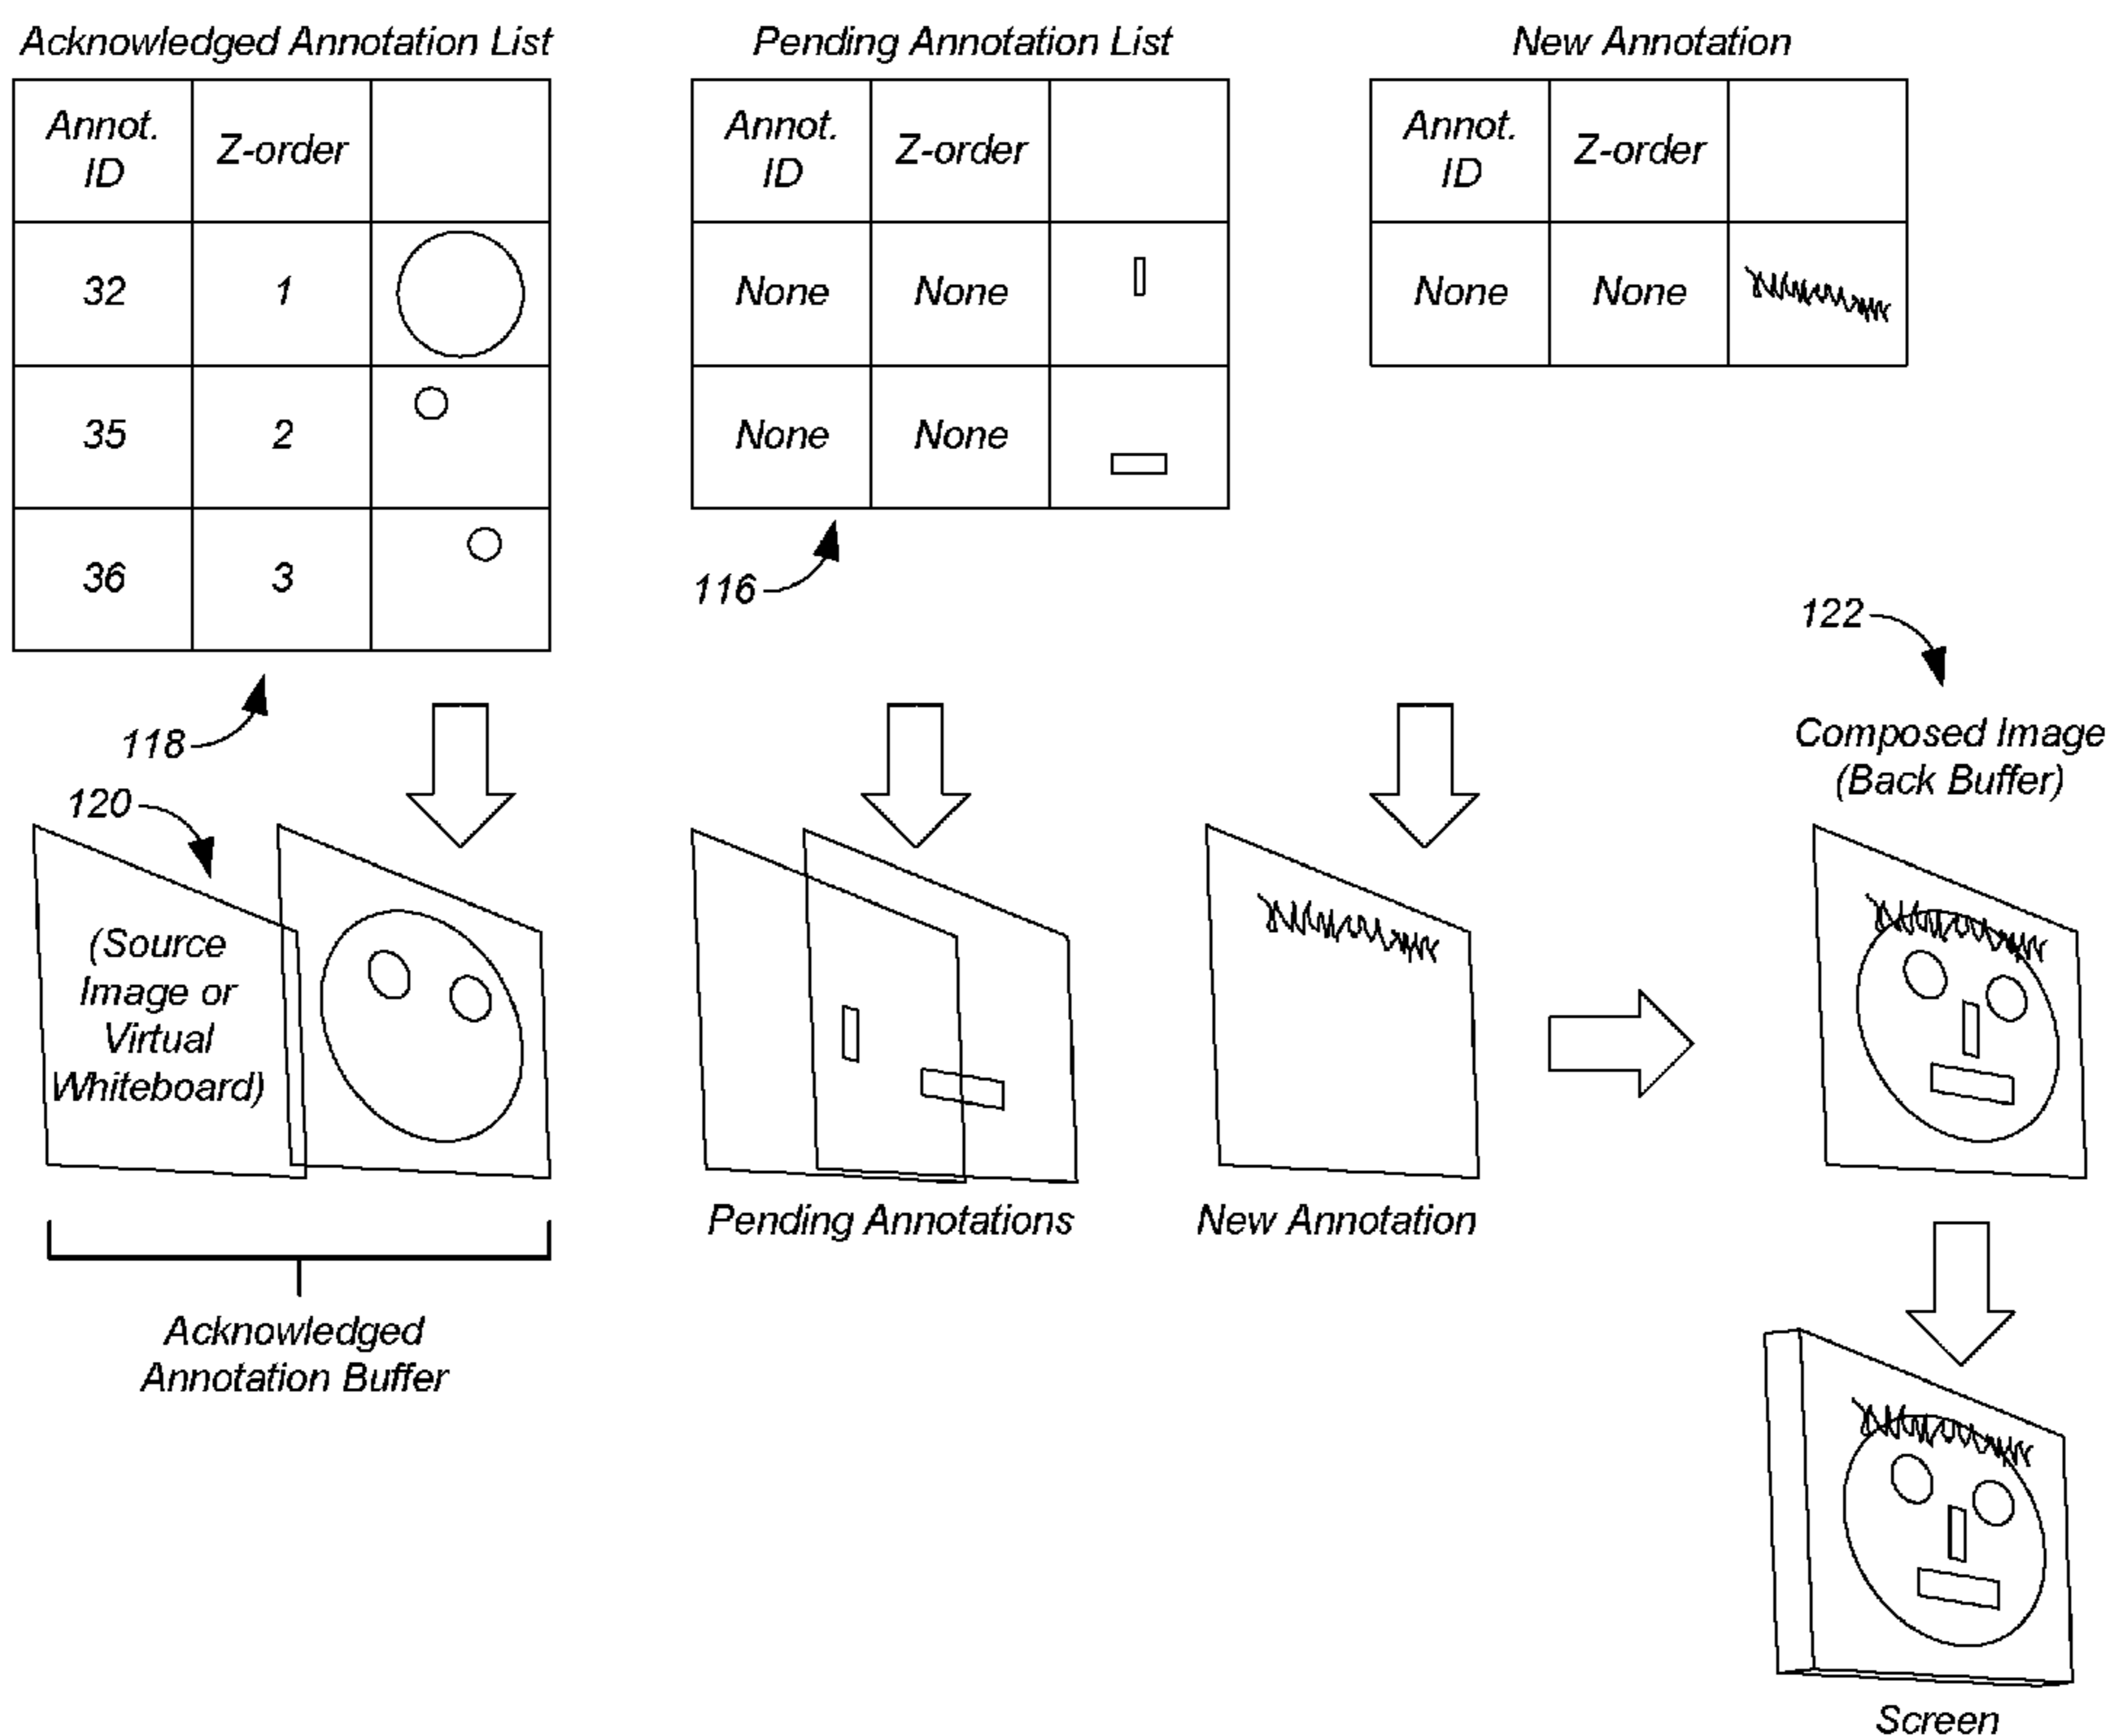 Acknowledged Annotation List
Annot.
ID
Z-order
32
1
35
2
36
3
118
Pending Annotation List
Annot.
ID
Z-order
None
None
None
None
116
New Annotation
Annot.
ID
Z-order
None
None
122
Composed Image
(Back Buffer)
120
(Source
Image or
Virtual
Whiteboard)
Acknowledged
Annotation Buffer
Pending Annotations
New Annotation
Screen